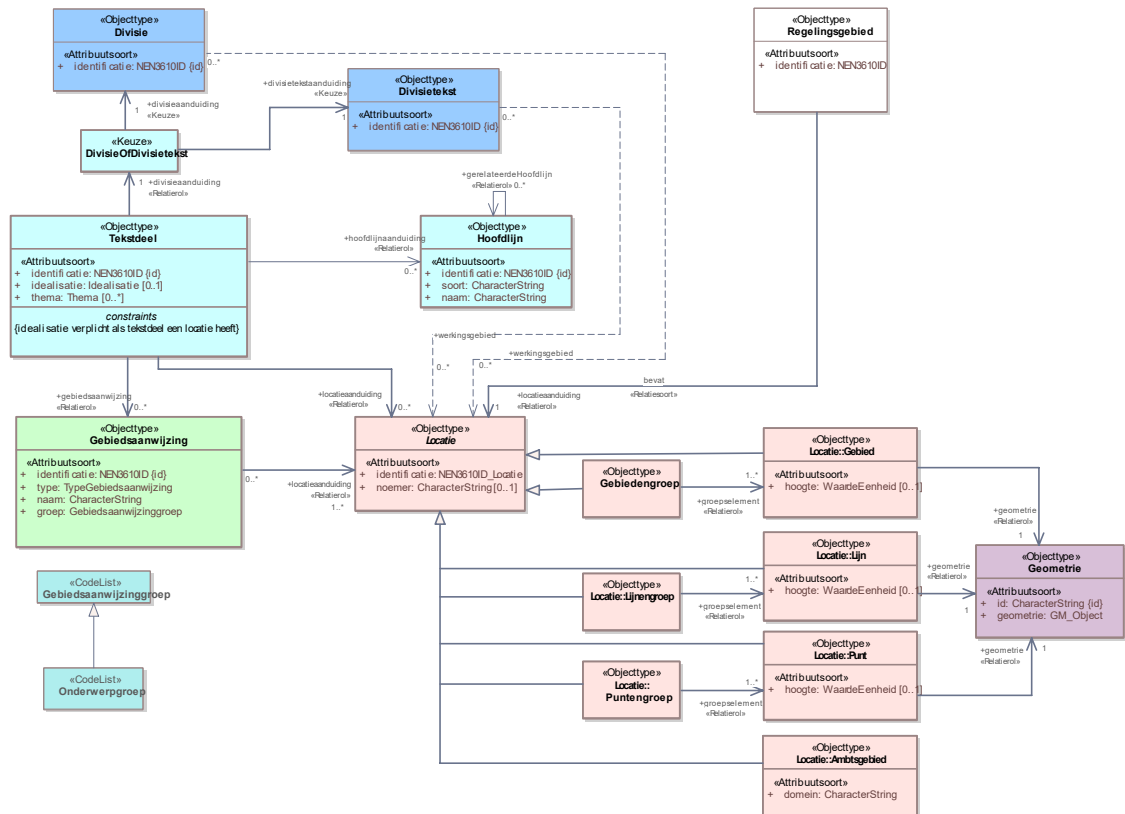 «Objecttype»
Divisie
«Attribuutsoort»
+ identificatie: NEN3610ID {id}
0..*
«Objecttype»
Regelingsgebied
«Attribuutsoort»
+ identificatie: NEN3610ID
+divisieaanduiding
1
«Keuze»
+divisietekstaanduiding
«Keuze»
1
«Objecttype»
Divisietekst
«Attribuutsoort»
+ identificatie: NEN3610ID {id}
0..*
«Keuze»
DivisieOfDivisietekst
1
+divisieaanduiding
«Relatierol»
+gerelateerdeHoofdlijn
«Relatierol» 0..*
«Objecttype»
Tekstdeel
«Attribuutsoort»
+ identificatie: NEN3610ID {id}
+ idealisatie: Idealisatie [0..1]
+ thema: Thema [0..*]
constraints
{idealisatie verplicht als tekstdeel een locatie heeft}
+hoofdlijnaanduiding
«Relatierol»
0..*
«Objecttype»
Hoofdlijn
«Attribuutsoort»
+ identificatie: NEN3610ID {id}
+ soort: CharacterString
+ naam: CharacterString
+werkingsgebied
0..*
+werkingsgebied
0..*
+gebiedsaanwijzing
«Relatierol»
0..*
+locatieaanduiding
«Relatierol»
0..*
bevat
«Relatiesoort»
+locatieaanduiding
1
«Relatierol»
«Objecttype»
Gebiedsaanwijzing
«Attribuutsoort»
+ identificatie: NEN3610ID {id}
+ type: TypeGebiedsaanwijzing
+ naam: CharacterString
+ groep: Gebiedsaanwijzinggroep
0..*
+locatieaanduiding
«Relatierol»
1..*
«Objecttype»
Locatie
«Attribuutsoort»
+ identificatie: NEN3610ID_Locatie
+ noemer: CharacterString [0..1]
«Objecttype»
Gebiedengroep
1..*
+groepselement
«Relatierol»
«Objecttype»
Locatie::Gebied
«Attribuutsoort»
+ hoogte: WaardeEenheid [0..1]
+geometrie
«Relatierol»
1
«Objecttype»
Locatie::Lijnengroep
1..*
+groepselement
«Relatierol»
«Objecttype»
Locatie::Lijn
«Attribuutsoort»
+ hoogte: WaardeEenheid [0..1]
+geometrie
«Relatierol»
1
«Objecttype»
Geometrie
«Attribuutsoort»
+ id: CharacterString {id}
+ geometrie: GM_Object
«CodeList»
Gebiedsaanwijzinggroep
«CodeList»
Onderwerpgroep
«Objecttype»
Locatie::
Puntengroep
1..*
+groepselement
«Relatierol»
«Objecttype»
Locatie::Punt
«Attribuutsoort»
+ hoogte: WaardeEenheid [0..1]
+geometrie
1
«Relatierol»
«Objecttype»
Locatie::Ambtsgebied
«Attribuutsoort»
+ domein: CharacterString